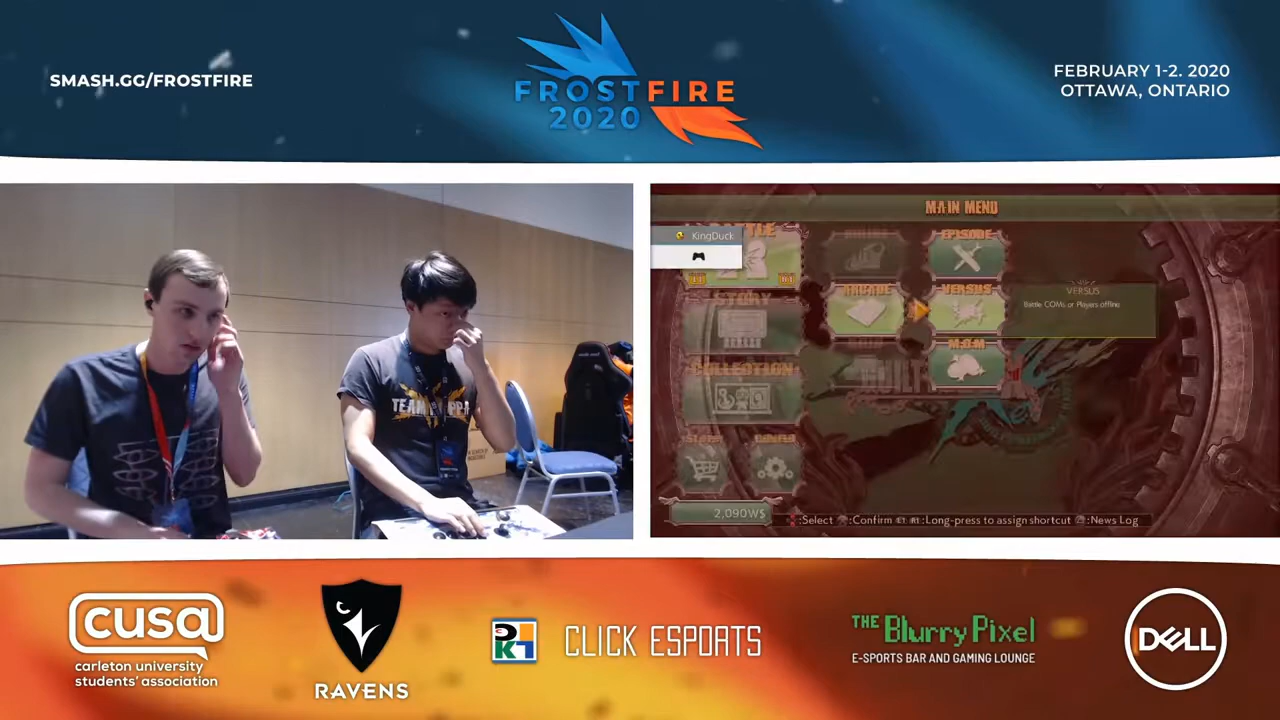 SMASH.GG/FROSTFIRE
FROSTFIRE
2020
FEBRUARY 1-2. 2020
OTTAWA, ONTARIO
MAIN MENU
KingDuck
EPISODE
STORY
ARCADE
VERSUS
VERSUS
Battle COMs or Players offline
M.O.M
COLLECTION
2,090W$
:Select :Confirm :Long-press to assign shortcut :News Log
cusa
carleton university
students' association
RAVENS
CLICK ESPORTS
THE Blurry Pixel
E-SPORTS BAR AND GAMING LOUNGE
DELL